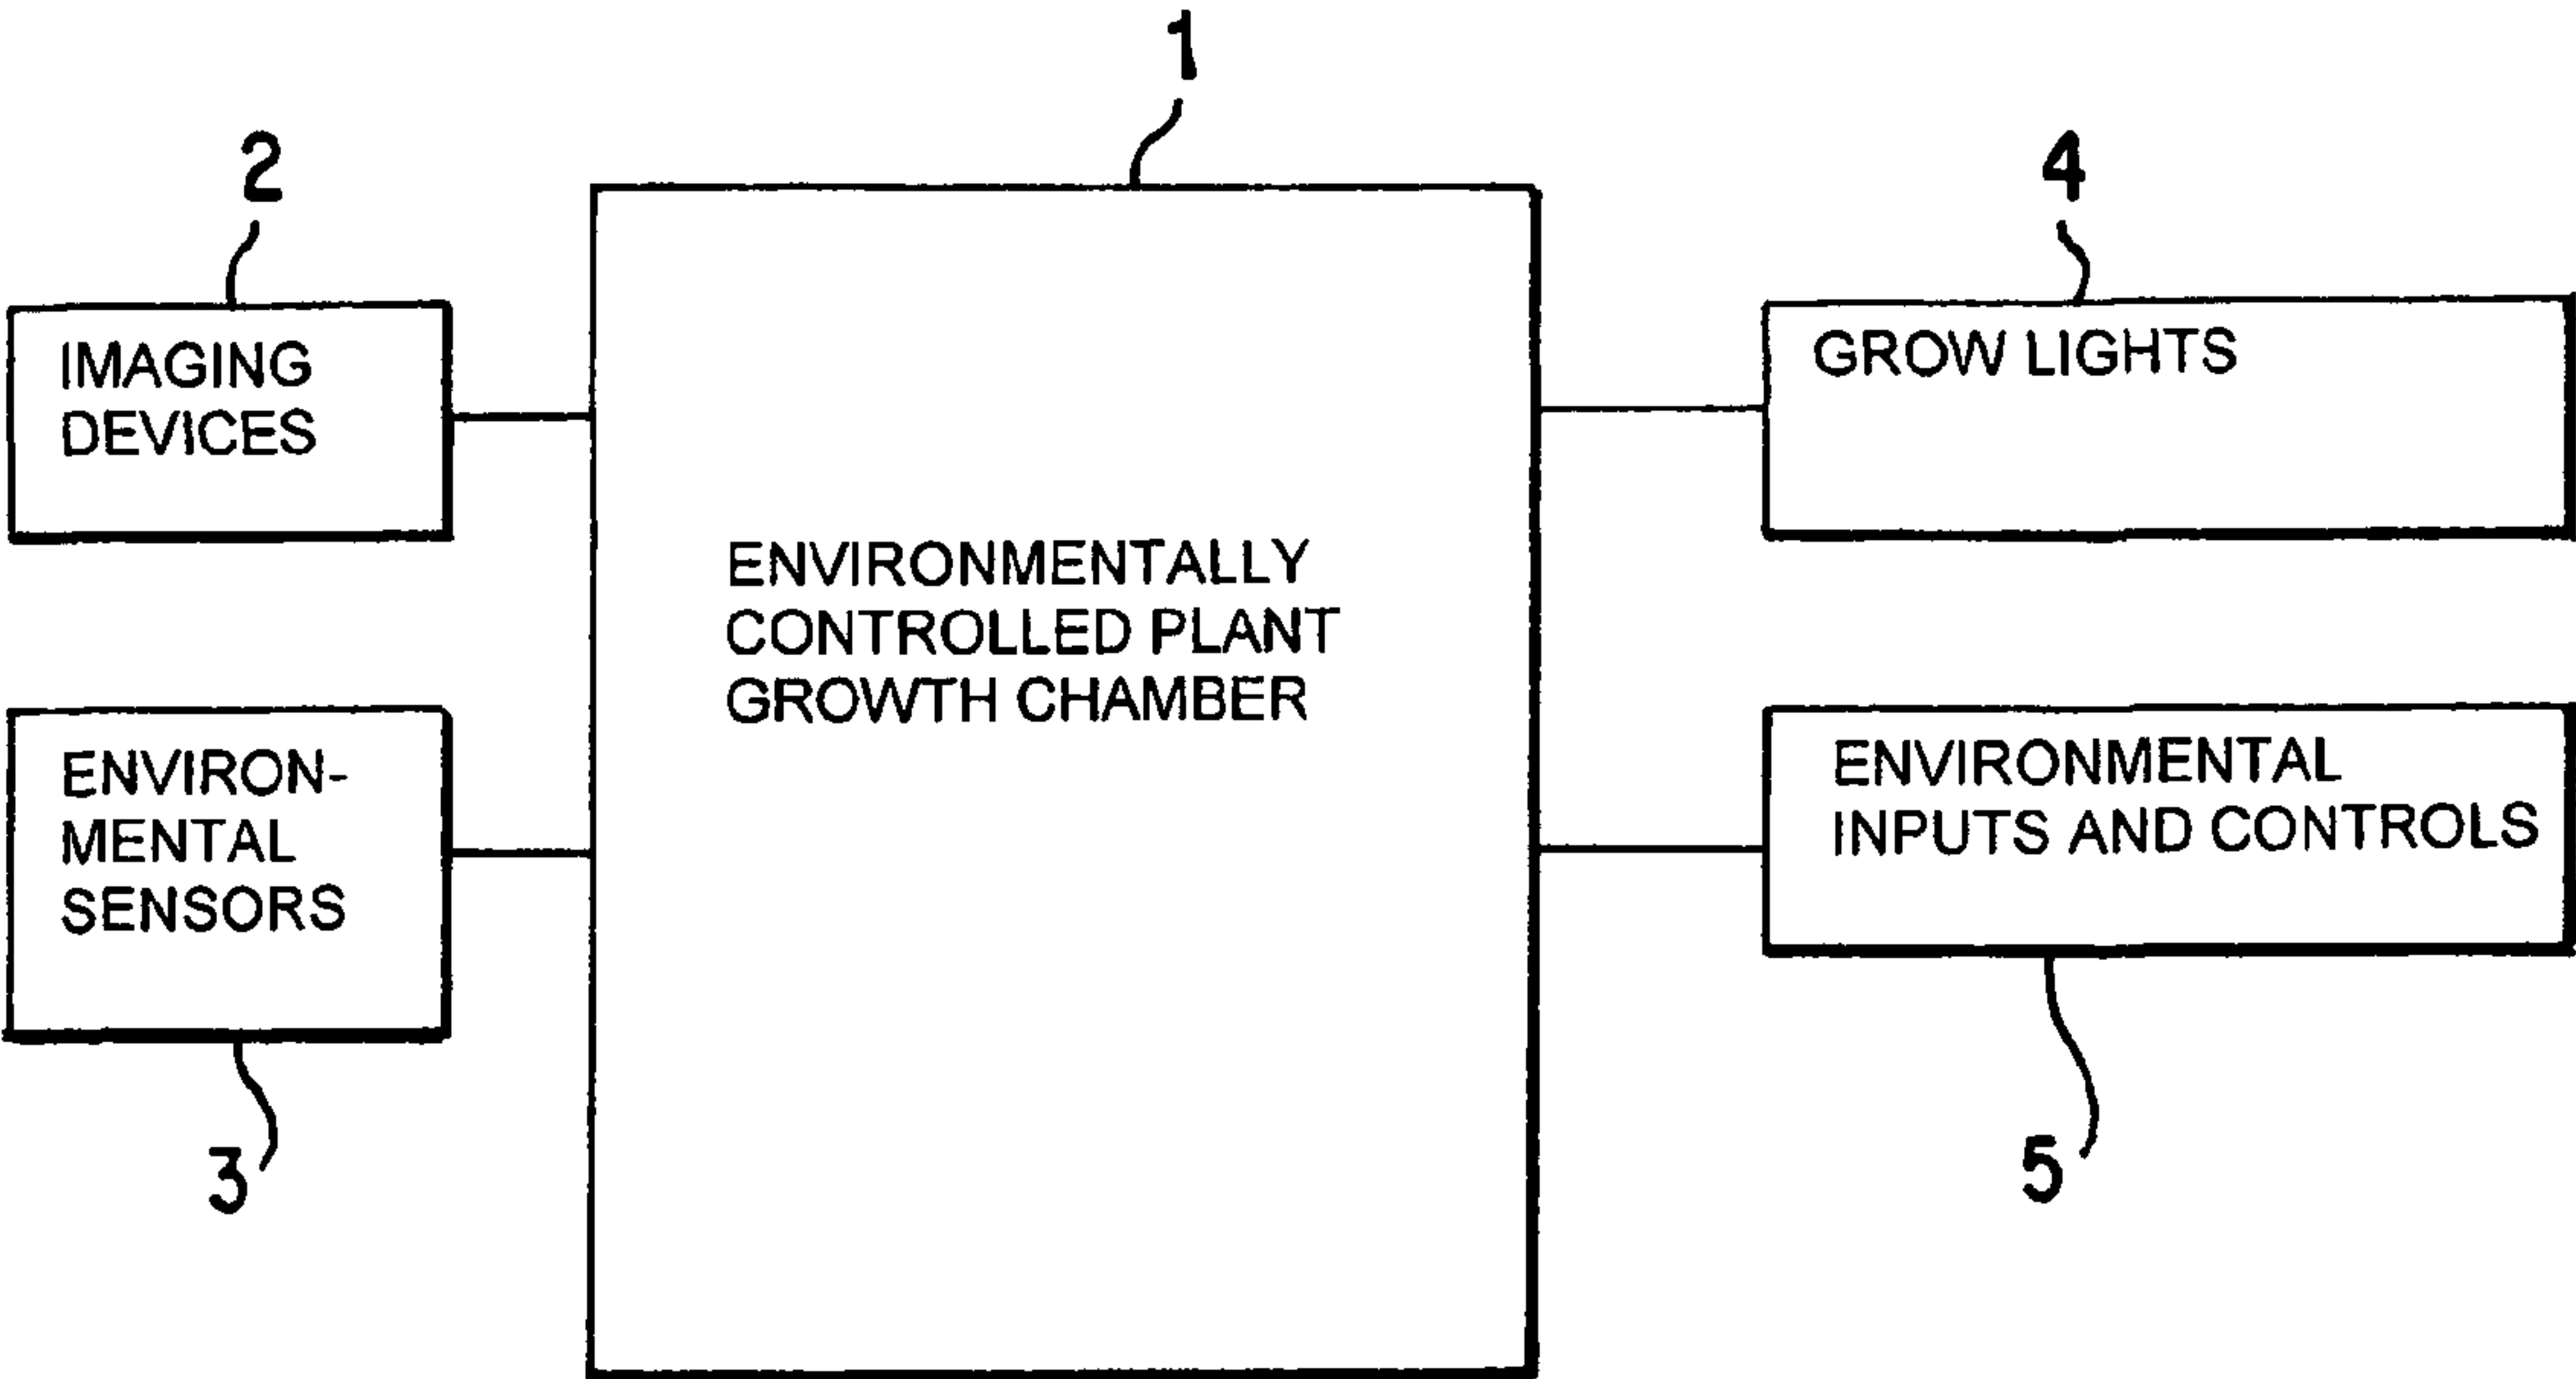 1
2
IMAGING
DEVICES
ENVIRON-
MENTAL
SENSORS
3
ENVIRONMENTALLY
CONTROLLED PLANT
GROWTH CHAMBER
4
GROW LIGHTS
ENVIRONMENTAL
INPUTS AND CONTROLS
5